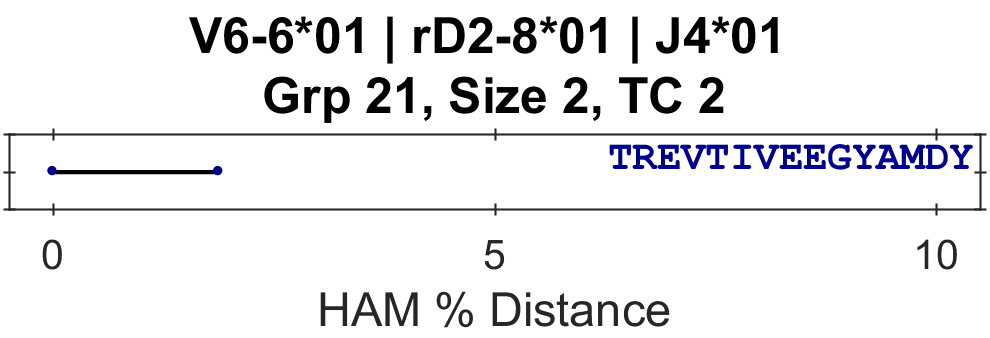 V6-6*01 | rD2-8*01 | J4*01
Grp 21, Size 2, TC 2
TREVTIVEEGYAMDY
0 5 10
HAM % Distance